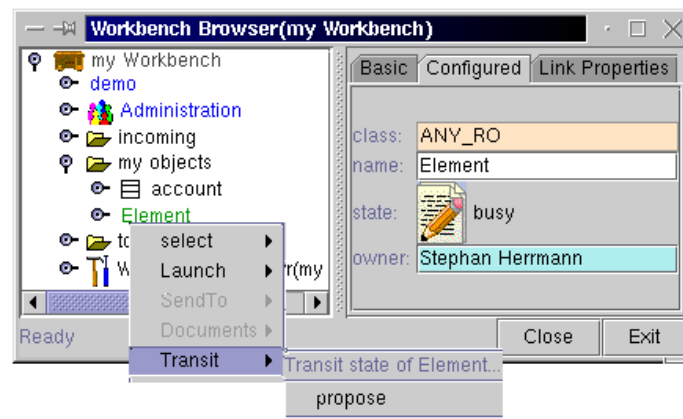 Workbench Browser(my Workbench)
my Workbench
demo
Administration
incoming
my objects
account
Element
select
Launch
SendTo
Documents
Transit
Transit state of Element...
propose
Basic
Configured
Link Properties
class: ANY_RO
name: Element
state: busy
owner: Stephan Herrmann
Ready
Close
Exit